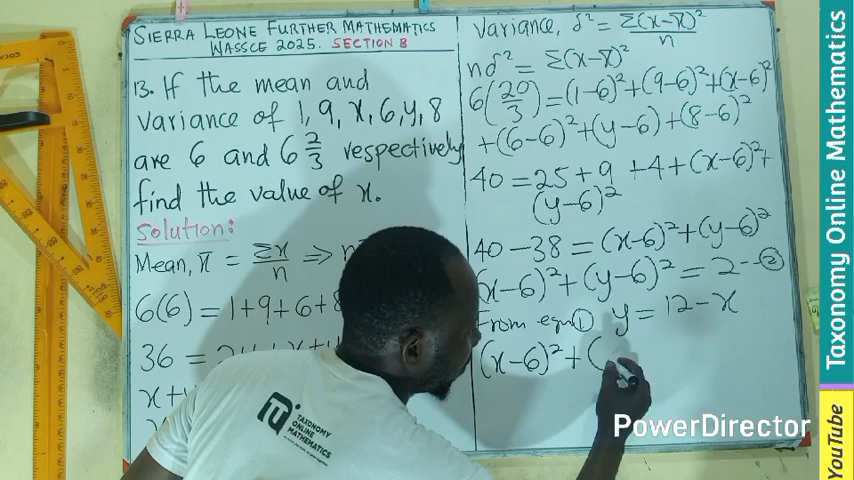 SIERRA LEONE FURTHER MATHEMATICS
WASSCE 2025. SECTION B
13. If the mean and
variance of 1, 9, x, 6, y, 8
are 6 and 6 2/3 respectively
find the value of x.
Solution:
Mean, x̄ = Σx/n ⟹ n
6(6) = 1+9+6+8
36 = 24 + x + y
x+y
Variance, δ² = Σ(x-x̄)²/n
nδ² = Σ(x-x̄)²
6(20/3) = (1-6)²+(9-6)²+(x-6)²
+(6-6)²+(y-6)+(8-6)²
40 = 25 + 9 + 4 + (x-6)²+
(y-6)²
40 - 38 = (x-6)²+(y-6)²
(x-6)²+(y-6)² = 2 --②
From eqn① y = 12-x
(x-6)² + (
TAXONOMY
ONLINE
MATHEMATICS
PowerDirector
Taxonomy Online Mathematics
YouTube